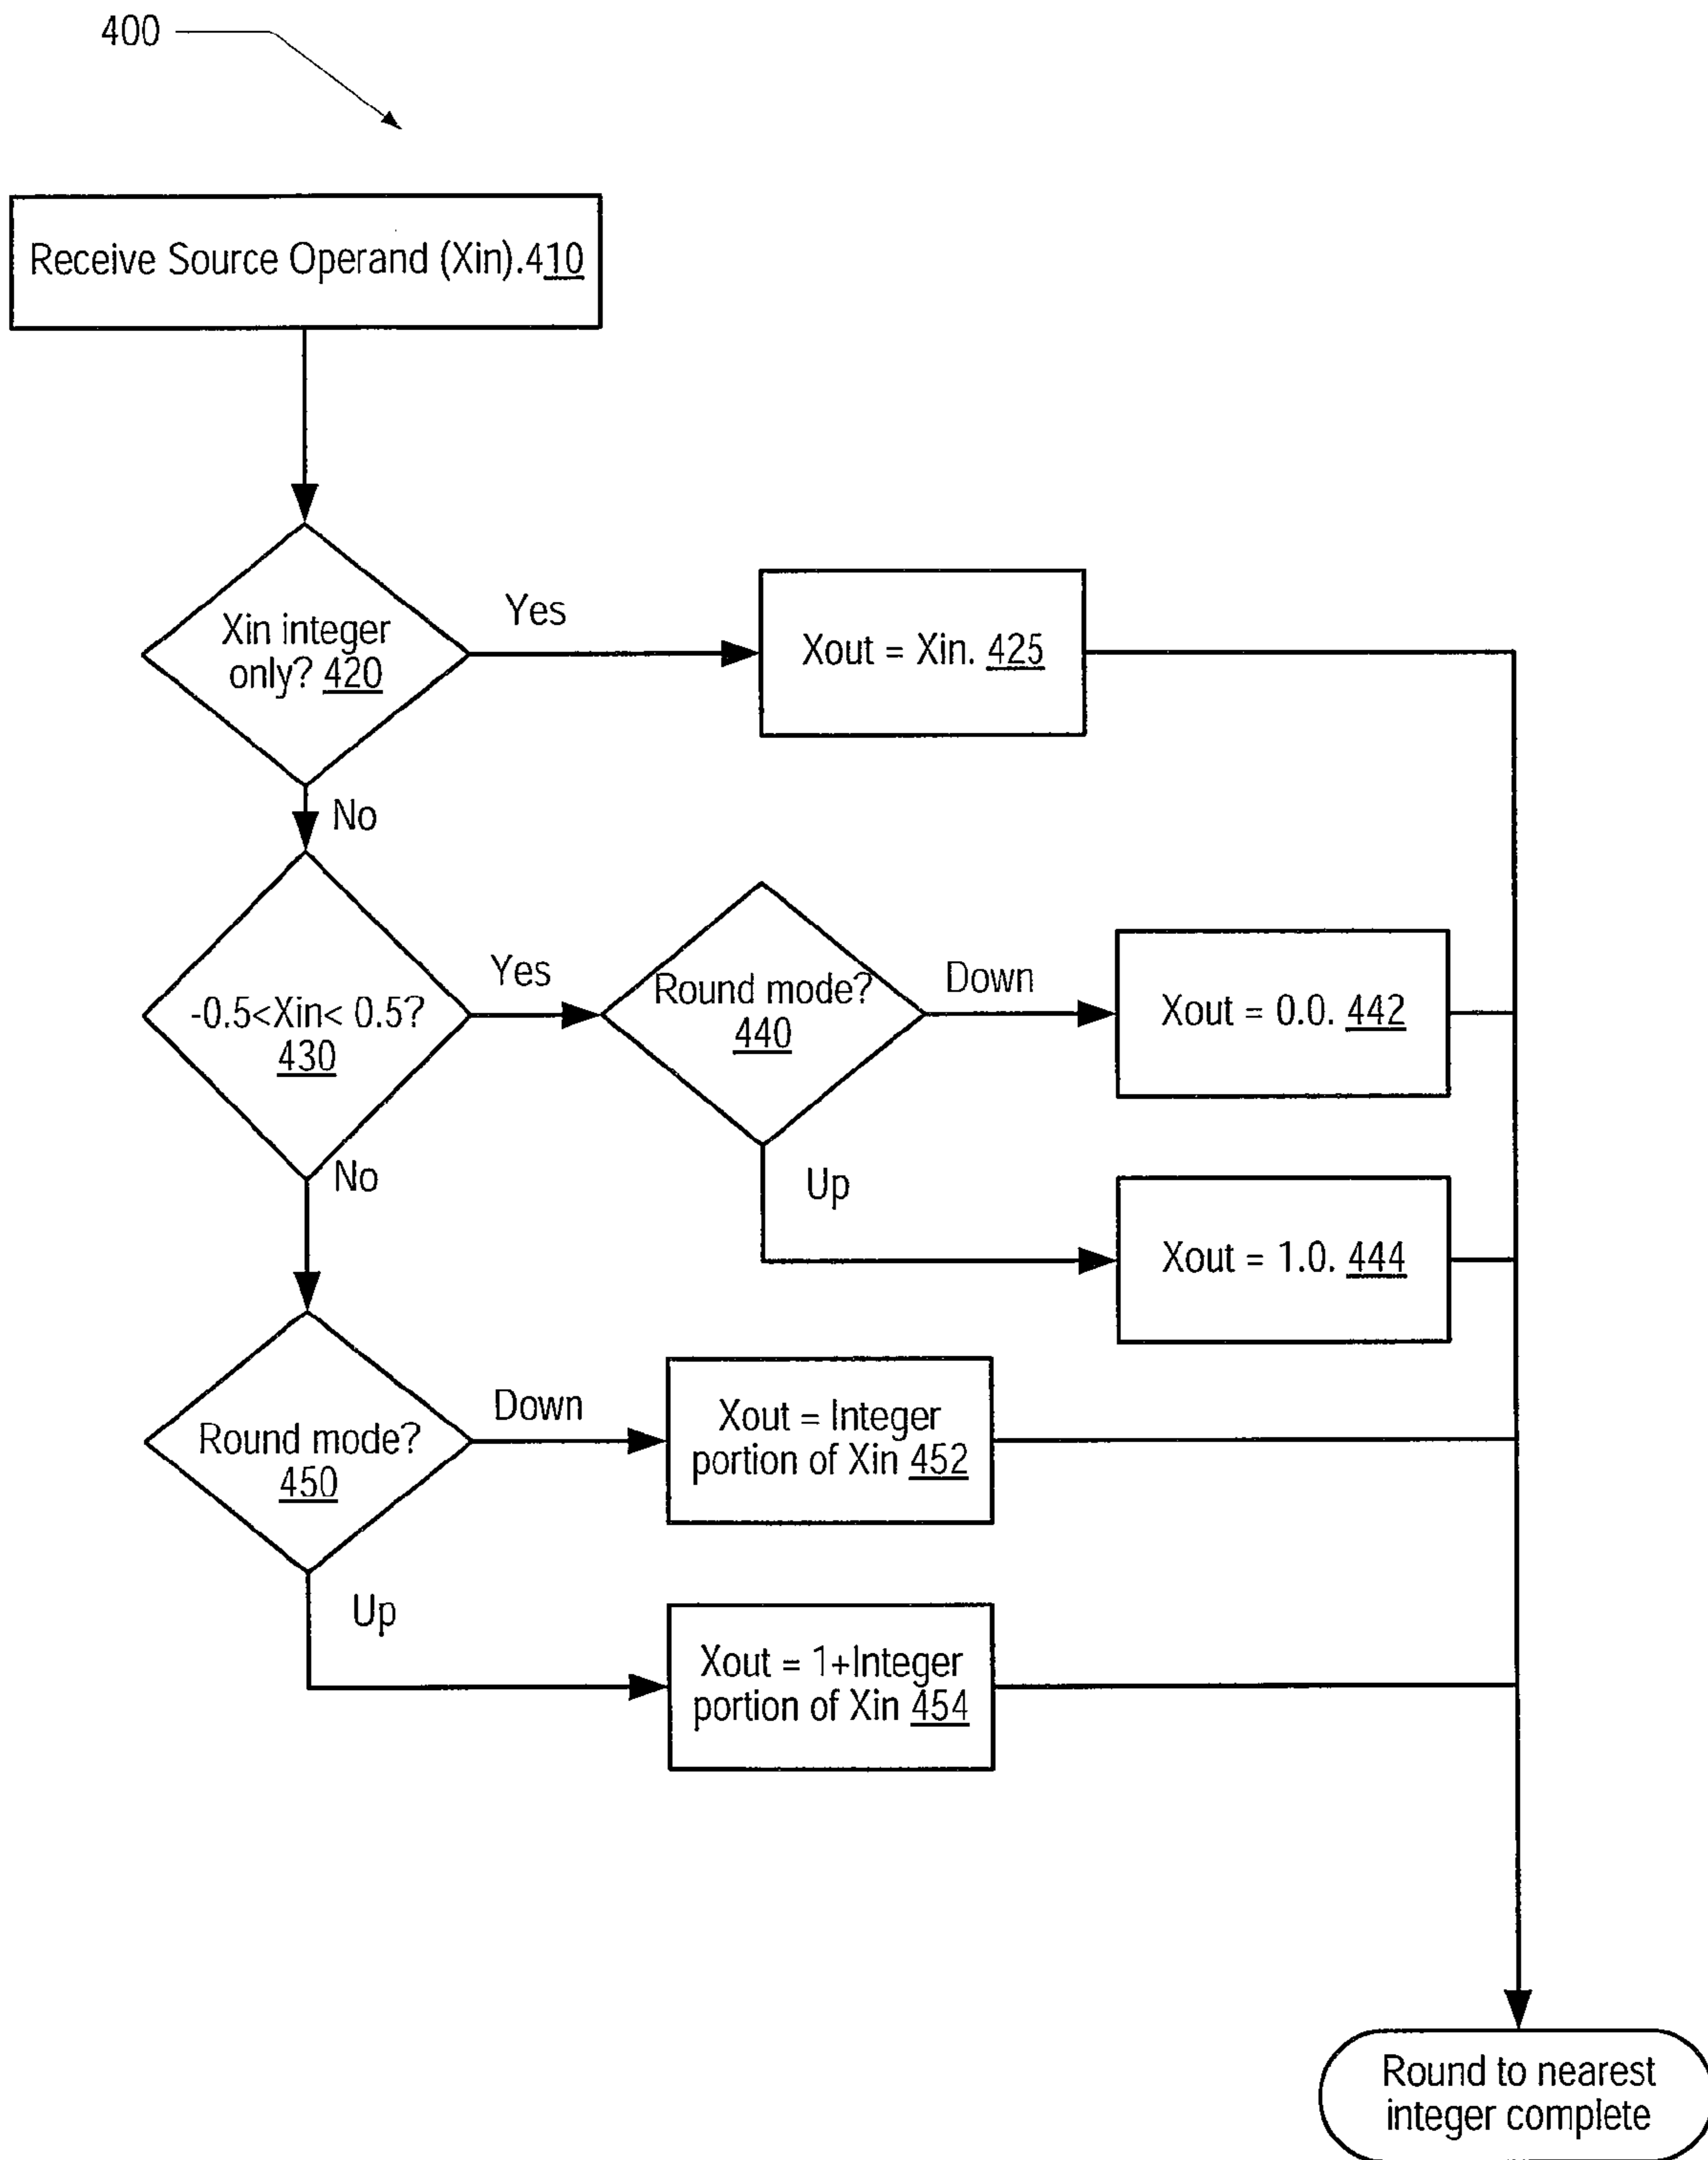 400
Receive Source Operand (Xin).410
Xin integer
only? 420
Yes
Xout = Xin. 425
No
-0.5<Xin< 0.5?
430
Yes
Round mode?
440
Down
Xout = 0.0. 442
No
Up
Xout = 1.0. 444
Round mode?
450
Down
Xout = Integer
portion of Xin 452
Up
Xout = 1+Integer
portion of Xin 454
Round to nearest
integer complete